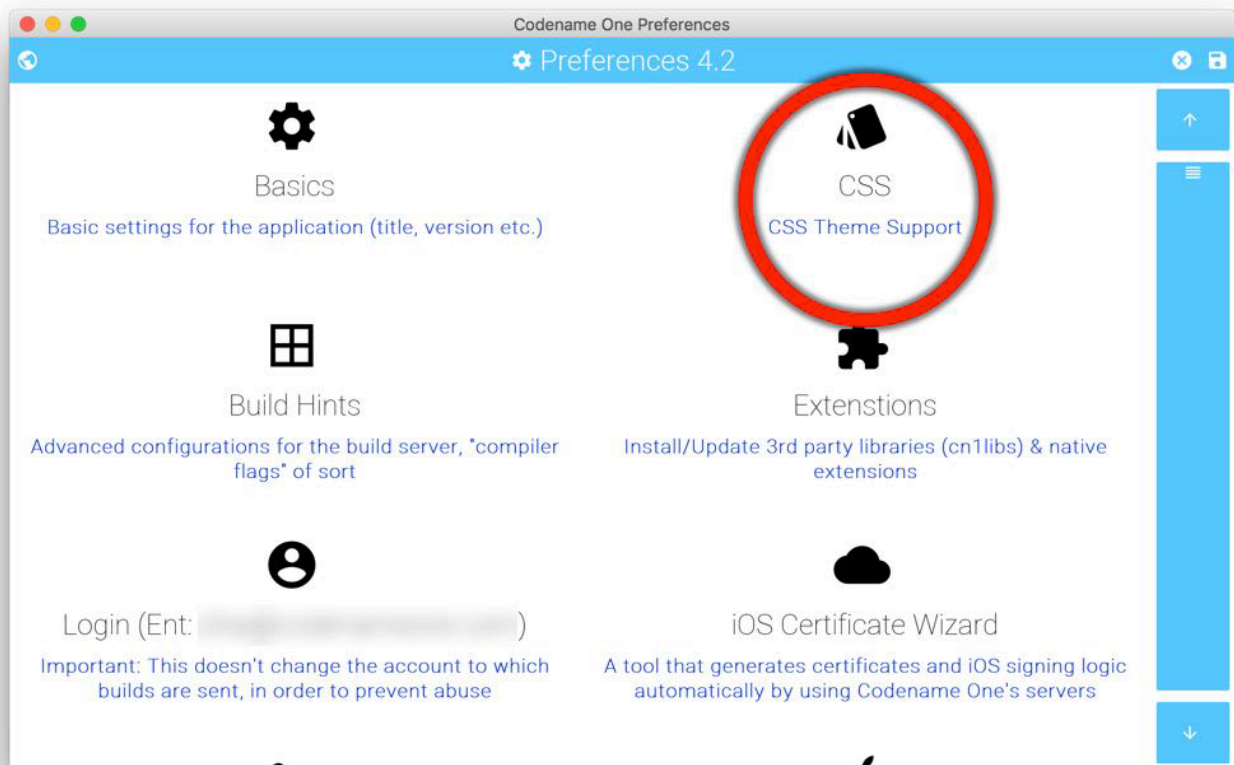 Codename One Preferences
Preferences 4.2
Basics
Basic settings for the application (title, version etc.)
CSS
CSS Theme Support
Build Hints
Advanced configurations for the build server, "compiler
flags" of sort
Extenstions
Install/Update 3rd party libraries (cn1libs) & native
extensions
Login (Ent: )
Important: This doesn't change the account to which
builds are sent, in order to prevent abuse
iOS Certificate Wizard
A tool that generates certificates and iOS signing logic
automatically by using Codename One's servers